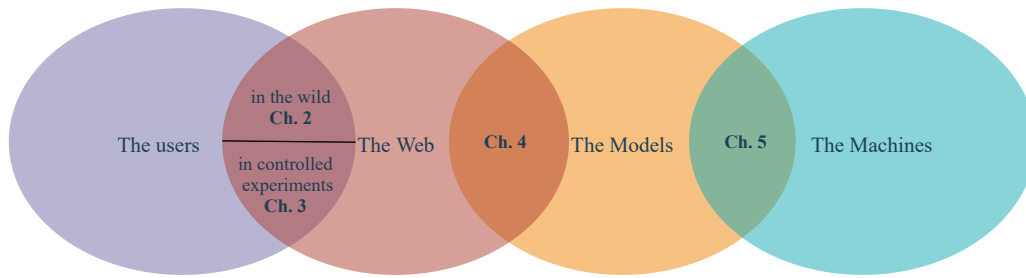 The users
in the wild
Ch. 2
in controlled
experiments
Ch. 3
The Web
Ch. 4
The Models
Ch. 5
The Machines